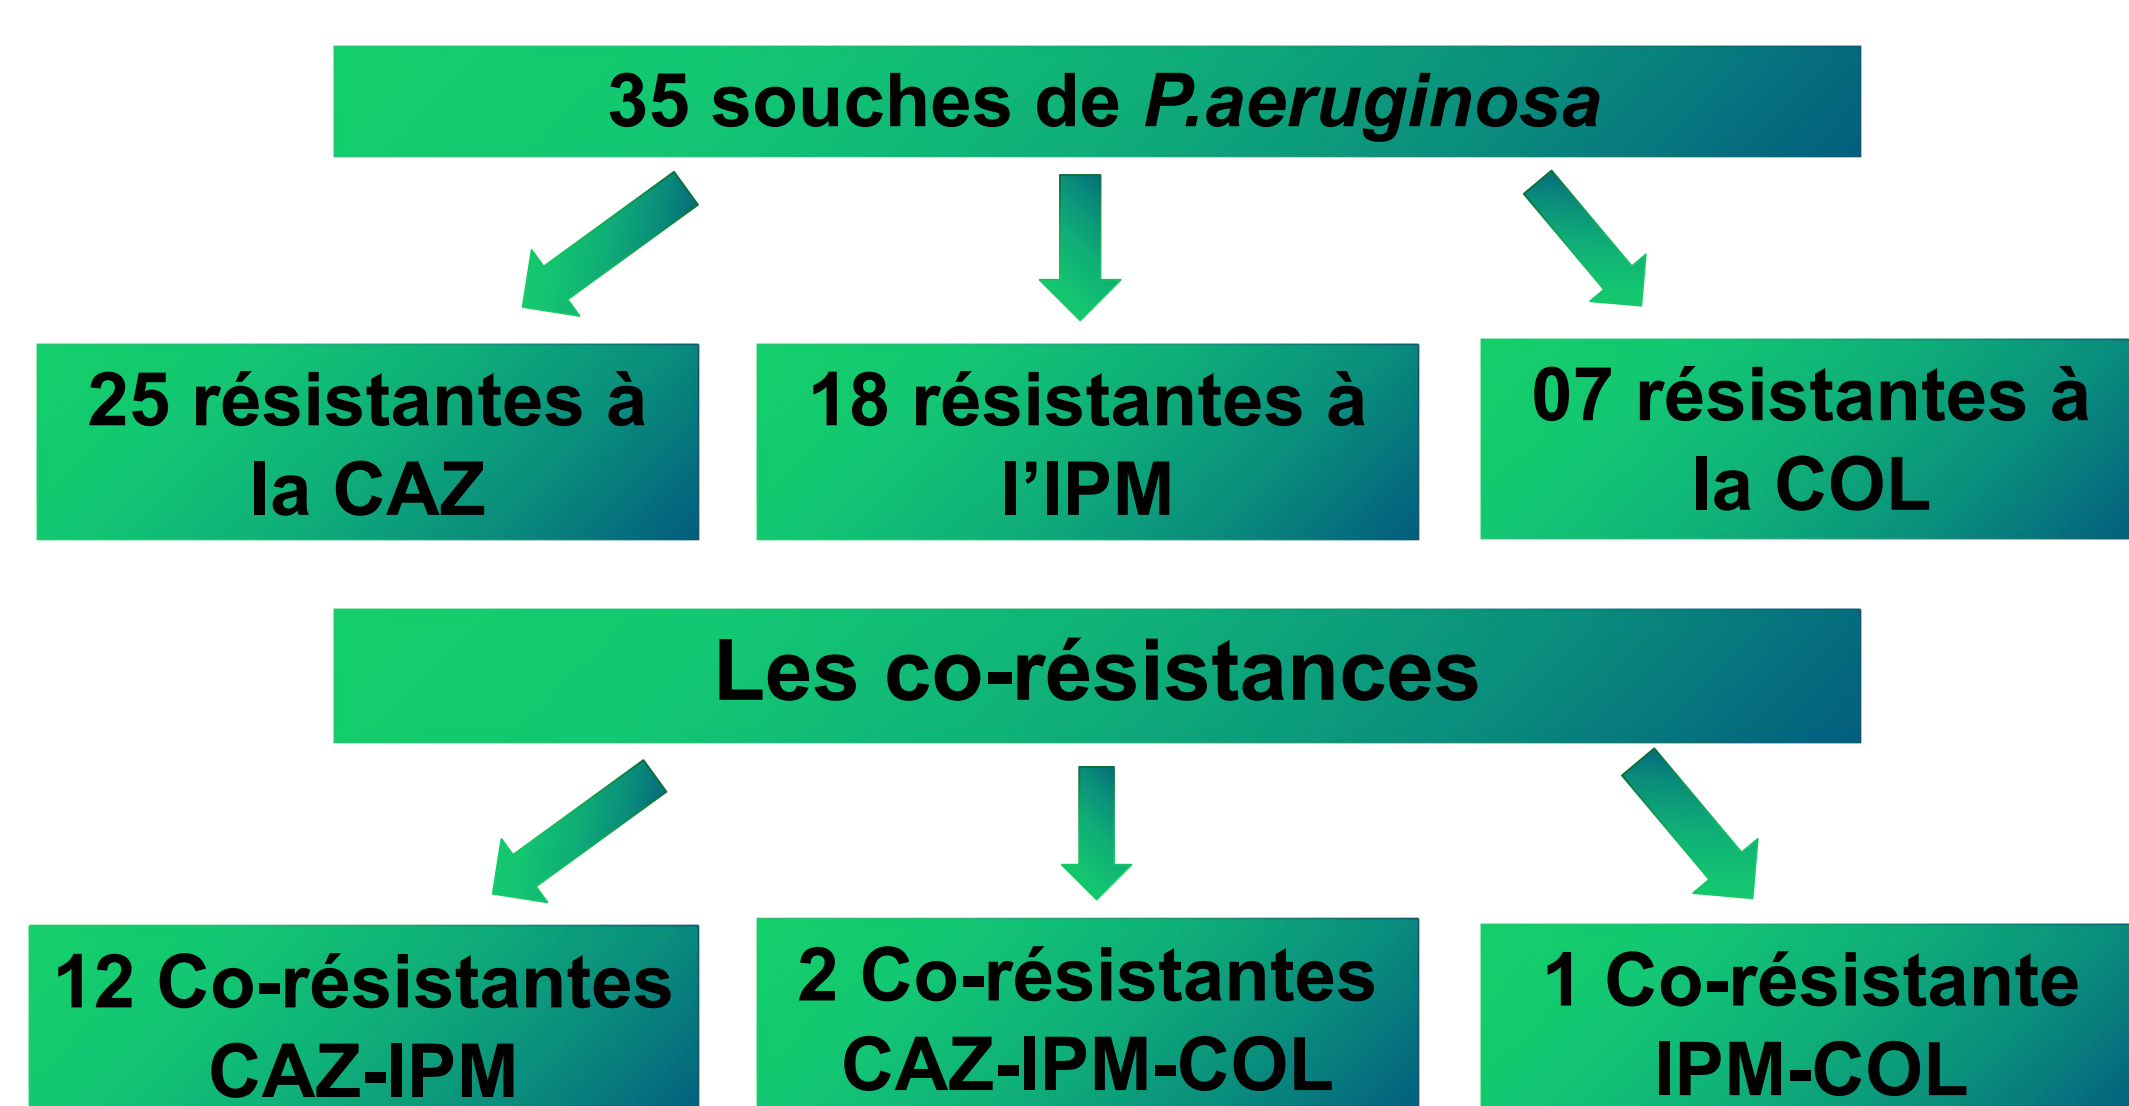 35 souches de P.aeruginosa
25 résistantes à
la CAZ
18 résistantes à
l’IPM
07 résistantes à
la COL
Les co-résistances
12 Co-résistantes
CAZ-IPM
2 Co-résistantes
CAZ-IPM-COL
1 Co-résistante
IPM-COL